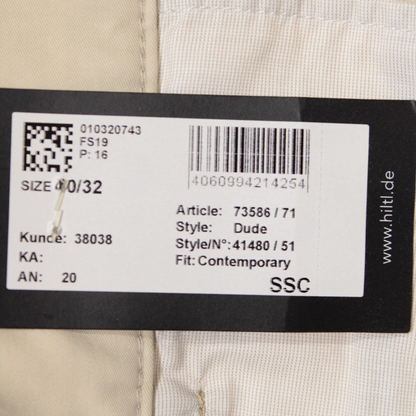 010320743
FS19
P: 16
SIZE 40/32
Kunde: 38038
KA:
AN: 20
4060994214254
Article: 73586 / 71
Style: Dude
Style/N°: 41480 / 51
Fit: Contemporary
SSC
www.hiltl.de